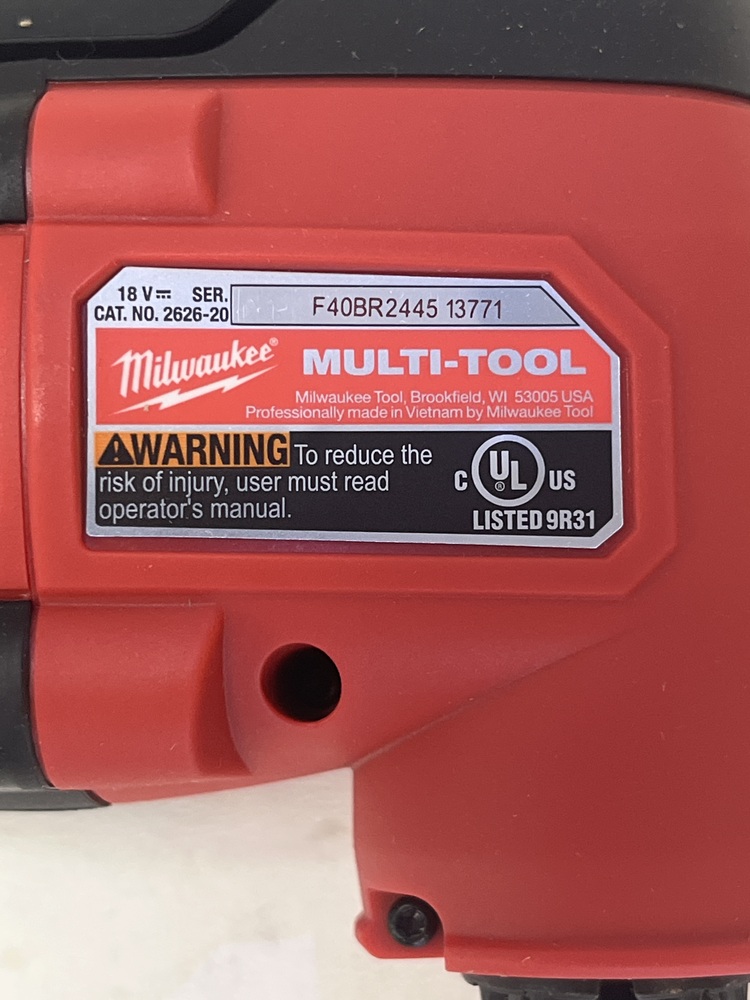 18 V⎓ SER.
CAT. NO. 2626-20 F40BR2445 13771
Milwaukee® MULTI-TOOL
Milwaukee Tool, Brookfield, WI 53005 USA
Professionally made in Vietnam by Milwaukee Tool
⚠WARNING To reduce the
risk of injury, user must read
operator's manual.
C UL® US
LISTED 9R31